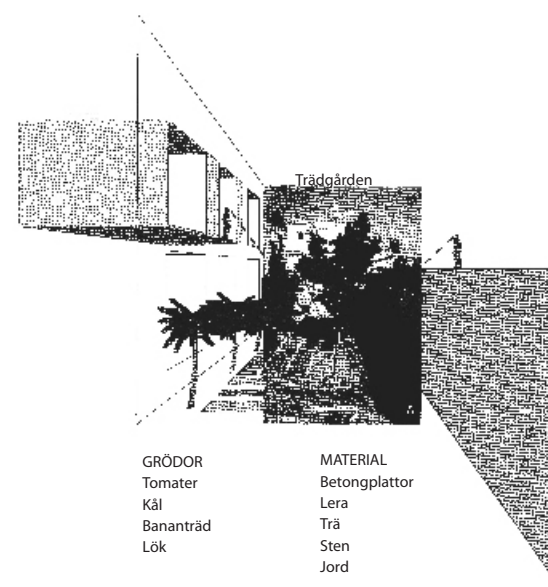 Trädgården
GRÖDOR
Tomater
Kål
Bananträd
Lök
MATERIAL
Betongplattor
Lera
Trä
Sten
Jord